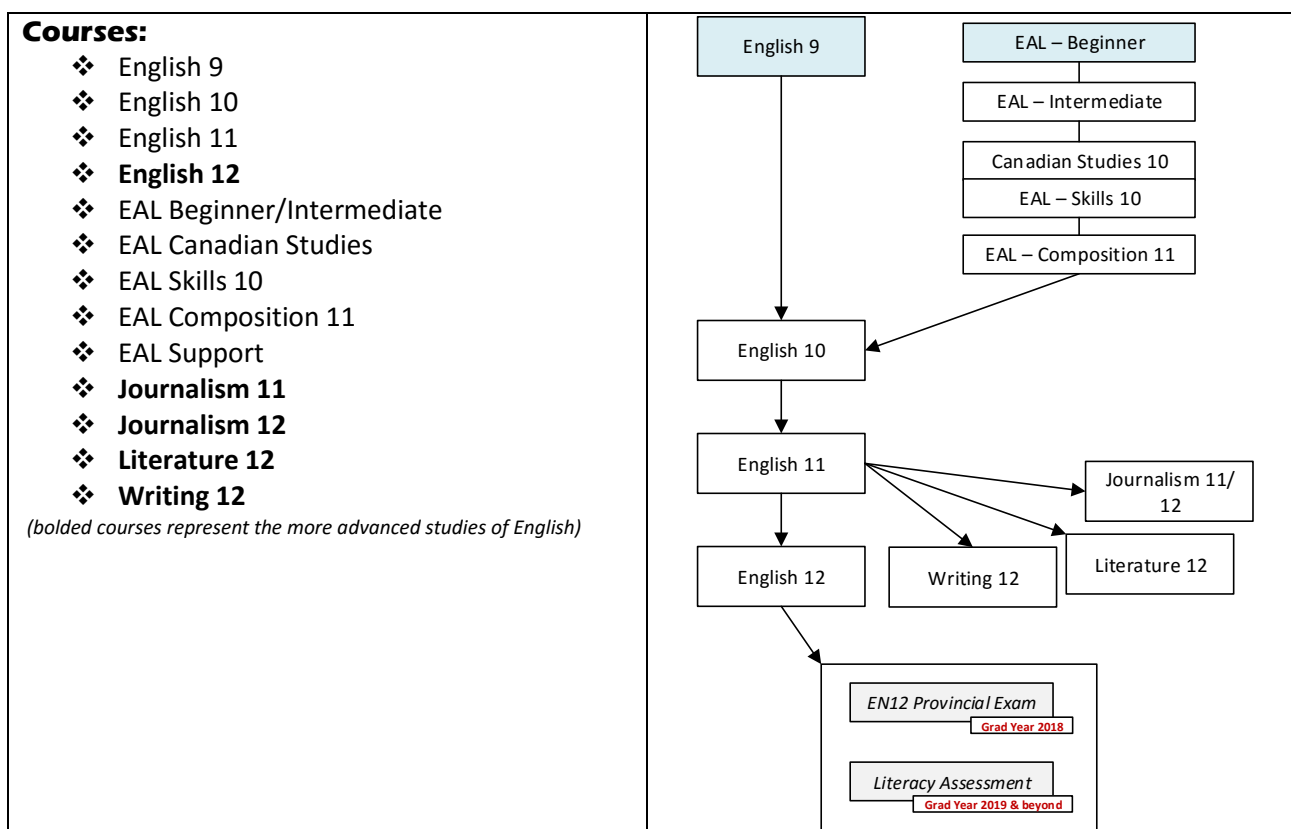 Courses:
❖ English 9
❖ English 10
❖ English 11
❖ English 12
❖ EAL Beginner/Intermediate
❖ EAL Canadian Studies
❖ EAL Skills 10
❖ EAL Composition 11
❖ EAL Support
❖ Journalism 11
❖ Journalism 12
❖ Literature 12
❖ Writing 12
(bolded courses represent the more advanced studies of English)
English 9
EAL – Beginner
EAL – Intermediate
Canadian Studies 10
EAL – Skills 10
EAL – Composition 11
English 10
English 11
Journalism 11/
12
English 12
Writing 12
Literature 12
EN12 Provincial Exam
Grad Year 2018
Literacy Assessment
Grad Year 2019 & beyond